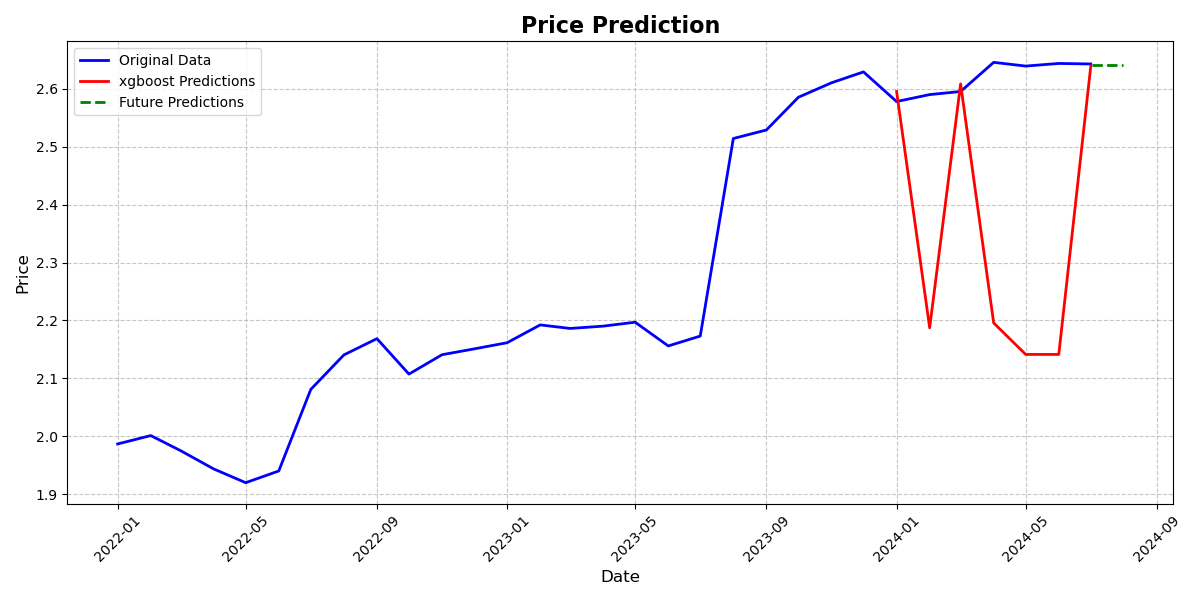 Price Prediction
Original Data
xgboost Predictions
Future Predictions
Price
2.6
2.5
2.4
2.3
2.2
2.1
2.0
1.9
2022-01
2022-05
2022-09
2023-01
2023-05
2023-09
2024-01
2024-05
2024-09
Date